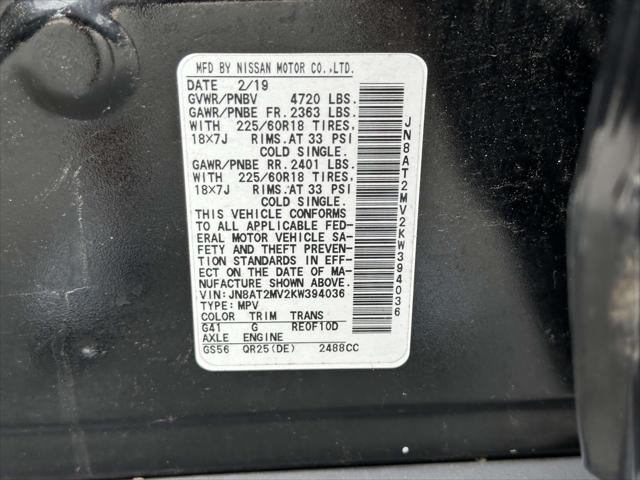 MFD BY NISSAN MOTOR CO.,LTD.
DATE 2/19
GVWR/PNBV 4720 LBS.
GAWR/PNBE FR. 2363 LBS.
WITH 225/60R18 TIRES,
18X7J RIMS.AT 33 PSI
COLD SINGLE.
GAWR/PNBE RR. 2401 LBS.
WITH 225/60R18 TIRES,
18X7J RIMS.AT 33 PSI
COLD SINGLE.
THIS VEHICLE CONFORMS
TO ALL APPLICABLE FED-
ERAL MOTOR VEHICLE SA-
FETY AND THEFT PREVEN-
TION STANDARDS IN EFF-
ECT ON THE DATE OF MA-
NUFACTURE SHOWN ABOVE.
VIN: JN8AT2MV2KW394036
TYPE: MPV
COLOR TRIM TRANS
G41 G RE0F10D
AXLE ENGINE
GS56 QR25(DE) 2488CC
JN8AT2MV2KW394036